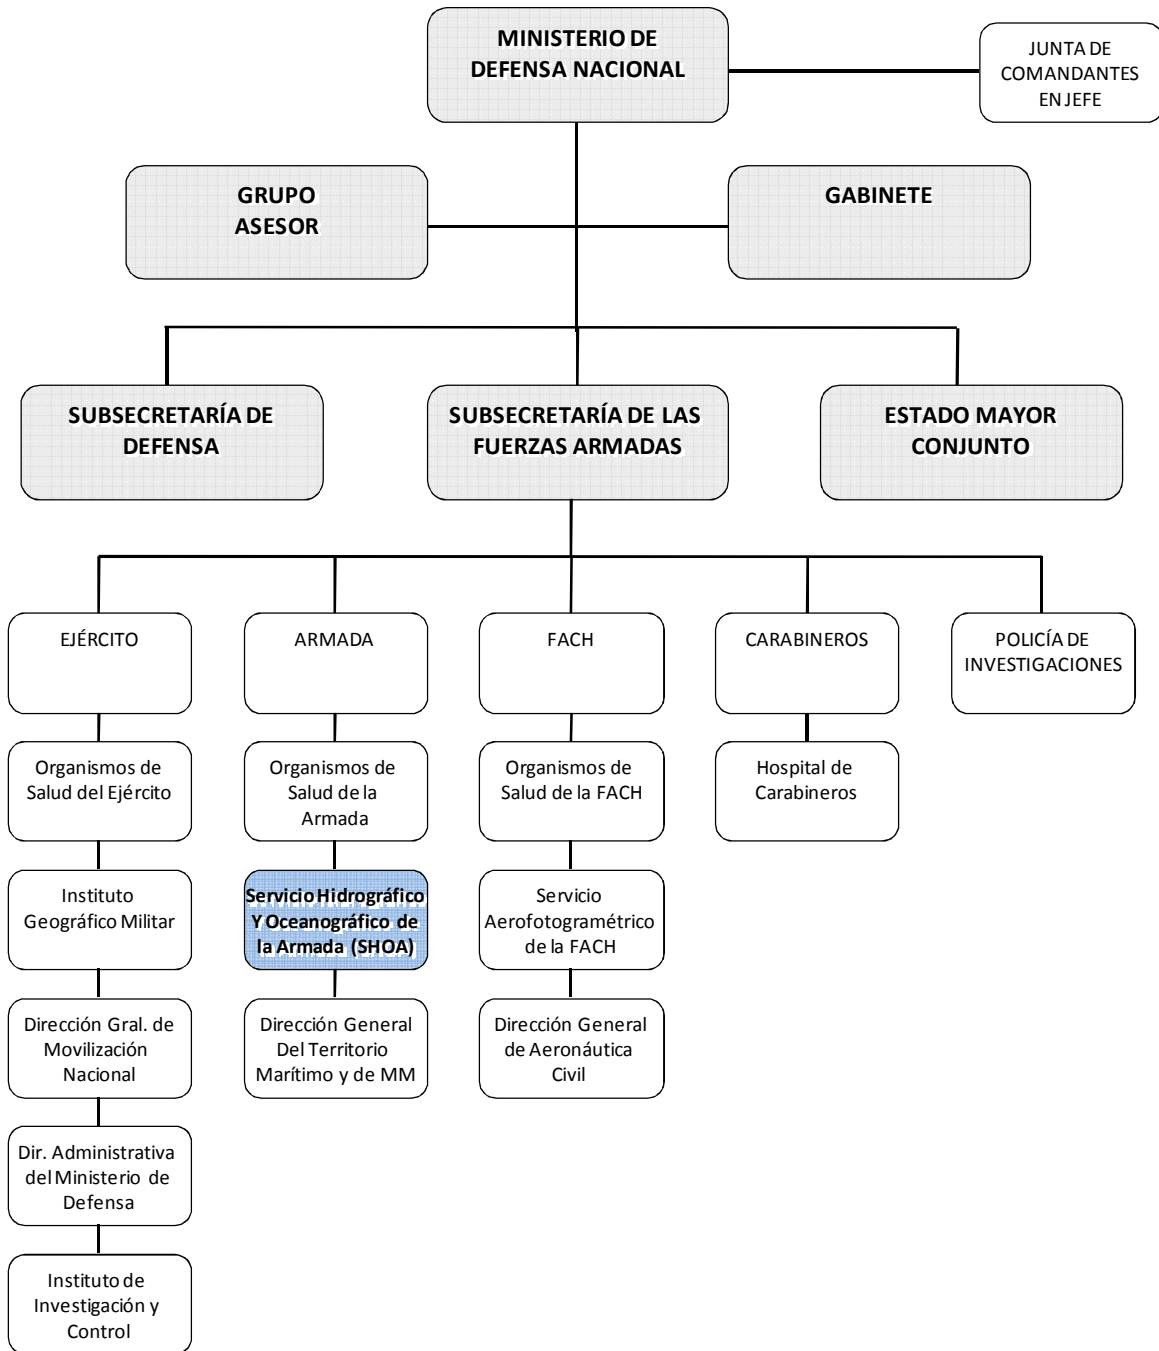 MINISTERIO DE
DEFENSA NACIONAL
JUNTA DE
COMANDANTES
EN JEFE
GRUPO
ASESOR
GABINETE
SUBSECRETARÍA DE
DEFENSA
SUBSECRETARÍA DE LAS
FUERZAS ARMADAS
ESTADO MAYOR
CONJUNTO
EJÉRCITO
ARMADA
FACH
CARABINEROS
POLICÍA DE
INVESTIGACIONES
Organismos de
Salud del Ejército
Organismos de
Salud de la
Armada
Organismos de
Salud de la FACH
Hospital de
Carabineros
Instituto
Geográfico Militar
Servicio Hidrográfico
Y Oceanográfico de
la Armada (SHOA)
Servicio
Aerofotogramétrico
de la FACH
Dirección Gral. de
Movilización
Nacional
Dirección General
Del Territorio
Marítimo y de MM
Dirección General
de Aeronáutica
Civil
Dir. Administrativa
del Ministerio de
Defensa
Instituto de
Investigación y
Control